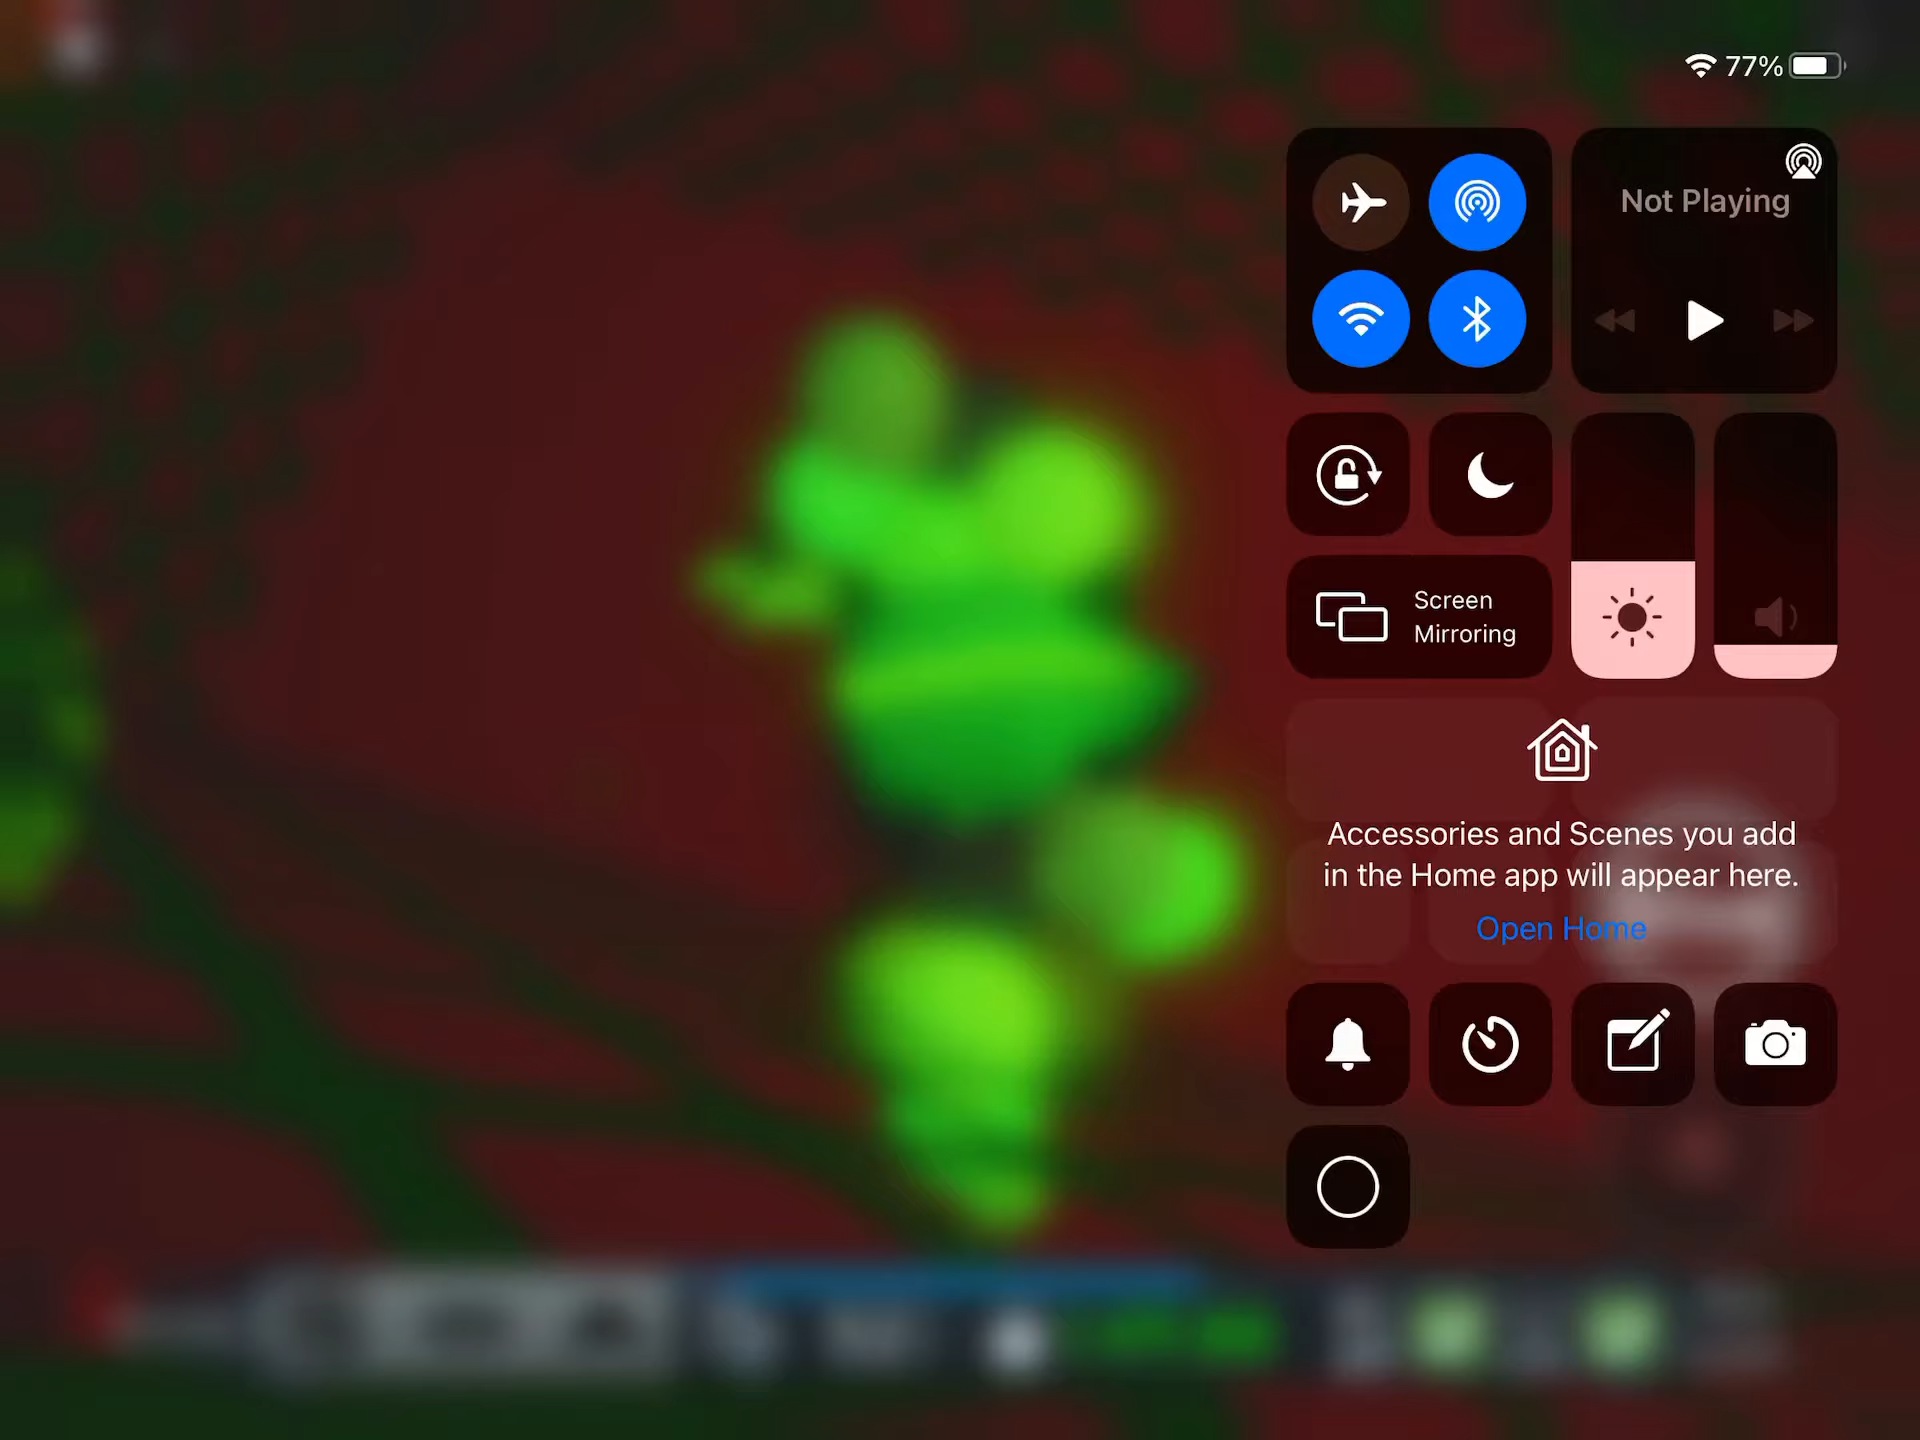 77%
Not Playing
Screen
Mirroring
Accessories and Scenes you add
in the Home app will appear here.
Open Home